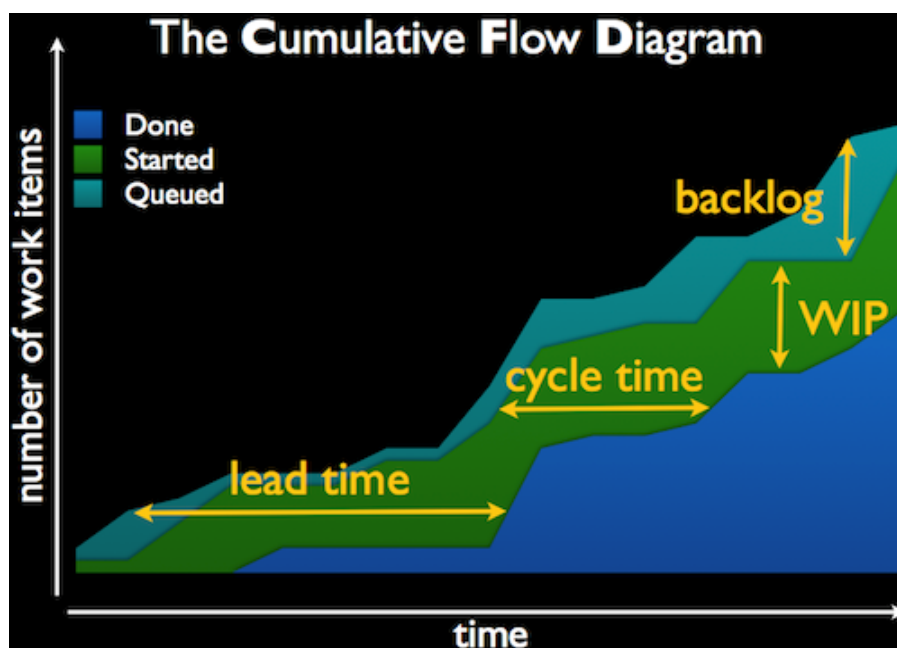 The Cumulative Flow Diagram
number of work items
Done
Started
Queued
backlog
WIP
cycle time
lead time
time